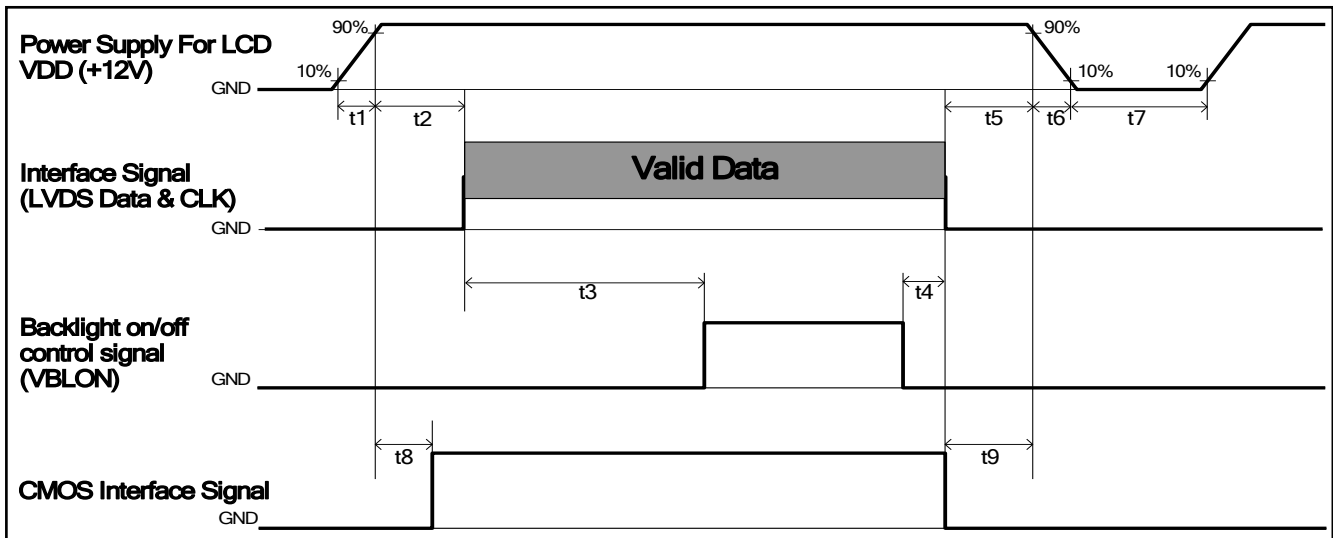 90%
90%
Power Supply For LCD
VDD (+12V)
10%
10%
10%
GND
t1
t2
t5
t6
t7
Valid Data
Interface Signal
(LVDS Data & CLK)
GND
t3
t4
Backlight on/off
control signal
(VBLON)
GND
t8
t9
CMOS Interface Signal
GND